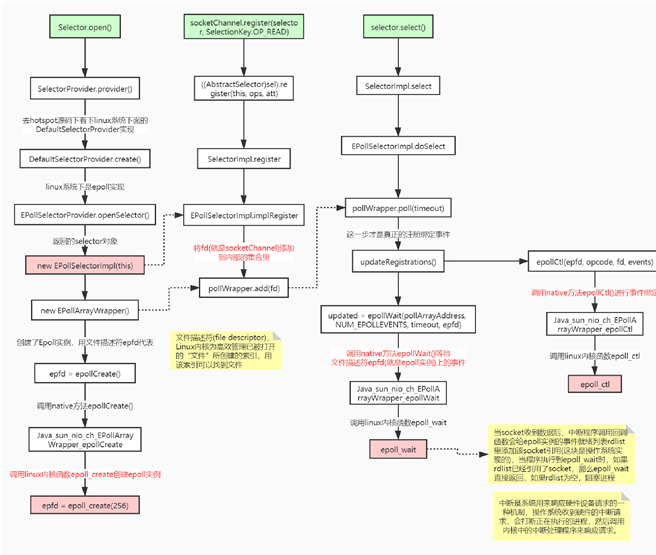 Selector.open()
SelectorProvider.provider()
去hotspot源码下看下linux系统下面的
DefaultSelectorProvider实现
DefaultSelectorProvider.create()
linux系统下是epoll实现
EPollSelectorProvider.openSelector()
返回的selector对象
new EPollSelectorImpl(this)
new EPollArrayWrapper()
创建了Epoll实例，用文件描述符epfd代表
epfd = epollCreate()
调用native方法epollCreate()
Java_sun_nio_ch_EPollArray
Wrapper_epollCreate
调用linux内核函数epoll_create创建epoll实例
epfd = epoll_create(256)
socketChannel.register(selecto
r, SelectionKey.OP_READ)
((AbstractSelector)sel).re
gister(this, ops, att)
SelectorImpl.register
EPollSelectorImpl.implRegister
将fd(就是socketChannel)添加
到内部的集合里
pollWrapper.add(fd)
文件描述符(file descriptor),
Linux内核为高效管理已被打开
的“文件”所创建的索引，用
该索引可以找到文件
selector.select()
SelectorImpl.select
EPollSelectorImpl.doSelect
pollWrapper.poll(timeout)
这一步才是真正的注册绑定事件
updateRegistrations()
updated = epollWait(pollArrayAddress,
NUM_EPOLLEVENTS, timeout, epfd)
调用native方法epollWait()等待
文件描述符epfd(就是epoll实例)上的事件
Java_sun_nio_ch_EPollA
rrayWrapper_epollWait
调用linux内核函数epoll_wait
epoll_wait
epollCtl(epfd, opcode, fd, events)
调用native方法epollCtl()进行事件绑定
Java_sun_nio_ch_EPollA
rrayWrapper_epollCtl
调用linux内核函数epoll_ctl
epoll_ctl
当socket收到数据后，中断程序调用回调
函数会给epoll实例的事件就绪列表rdlist
里添加该socket引用(这块是操作系统实
现的)，当程序执行到epoll_wait时，如果
rdlist已经引用了socket，那么epoll_wait
直接返回，如果rdlist为空，阻塞进程
中断是系统用来响应硬件设备请求的一
种机制，操作系统收到硬件的中断请
求，会打断正在执行的进程，然后调用
内核中的中断处理程序来响应请求。